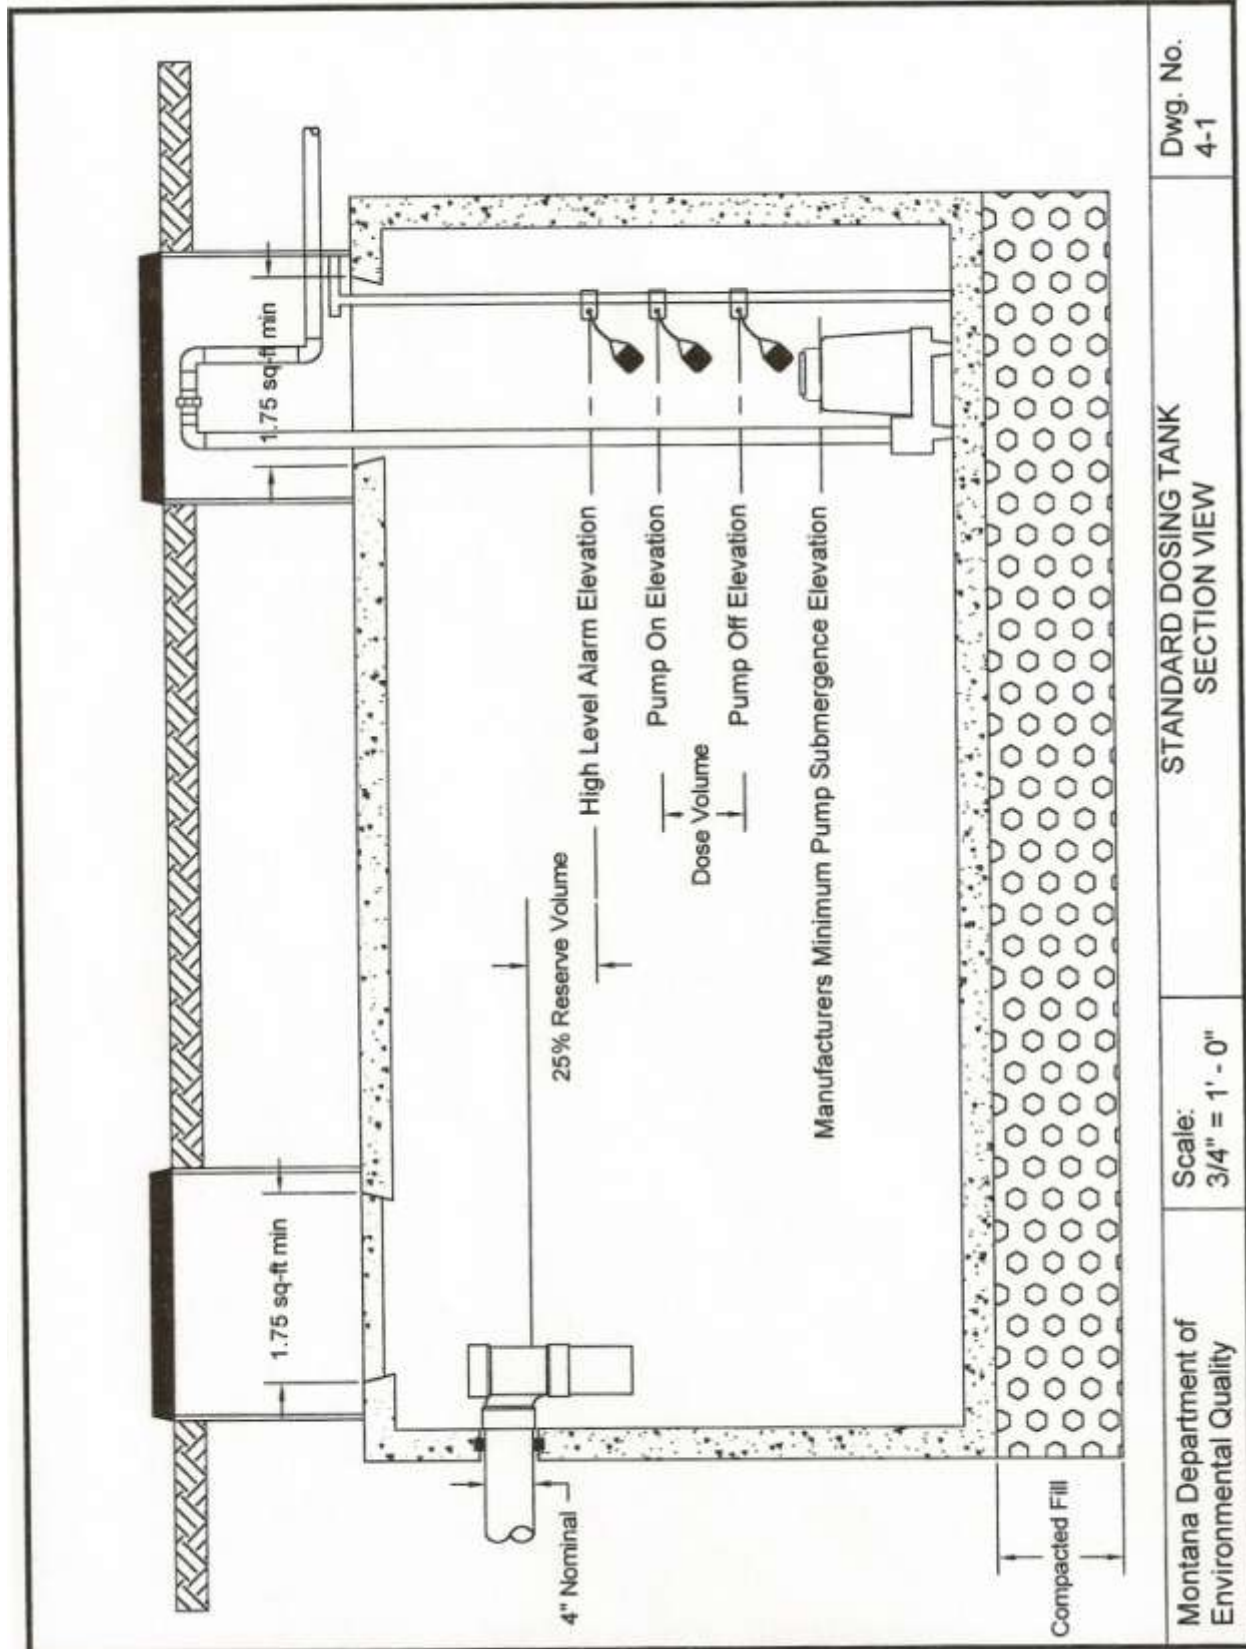 1.75 sq-ft min
1.75 sq-ft min
4" Nominal
25% Reserve Volume
High Level Alarm Elevation
Pump On Elevation
Dose Volume
Pump Off Elevation
Manufacturers Minimum Pump Submergence Elevation
Compacted Fill
Montana Department of
Environmental Quality
Scale:
3/4" = 1' - 0"
STANDARD DOSING TANK
SECTION VIEW
Dwg. No.
4-1